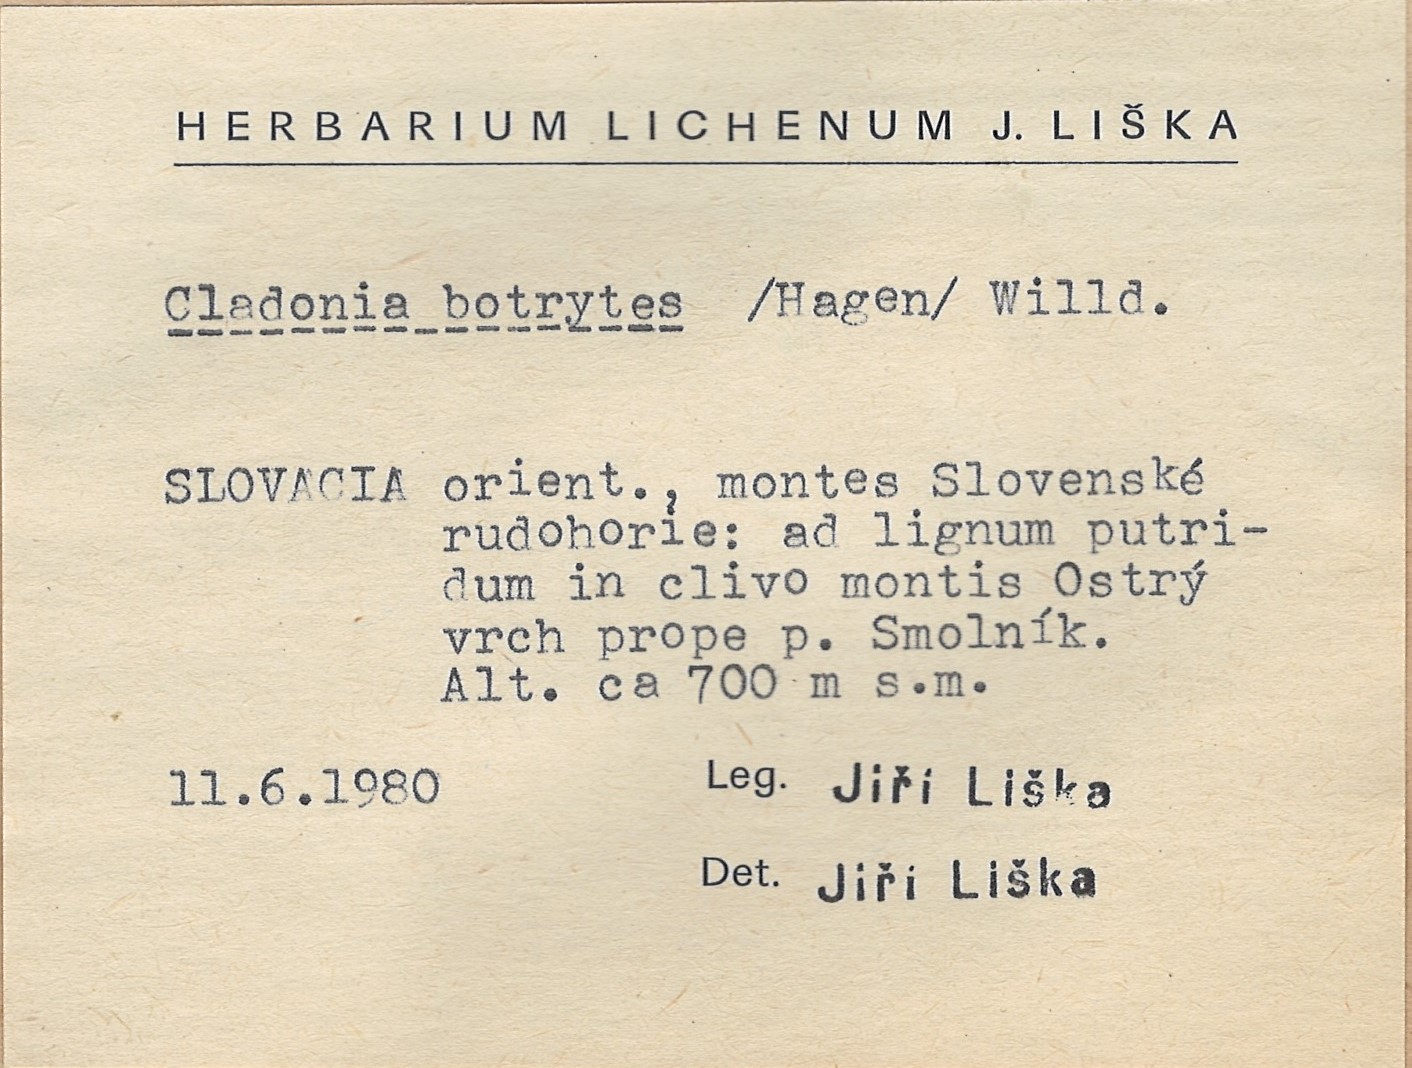 HERBARIUM LICHENUM J. LIŠKA
Cladonia botrytes /Hagen/ Willd.
SLOVACIA orient., montes Slovenské
rudohorie: ad lignum putri-
dum in clivo montis Ostrý
vrch prope p. Smolník.
Alt. ca 700 m s.m.
11.6.1980 Leg. Jiří Liška
Det. Jiří Liška